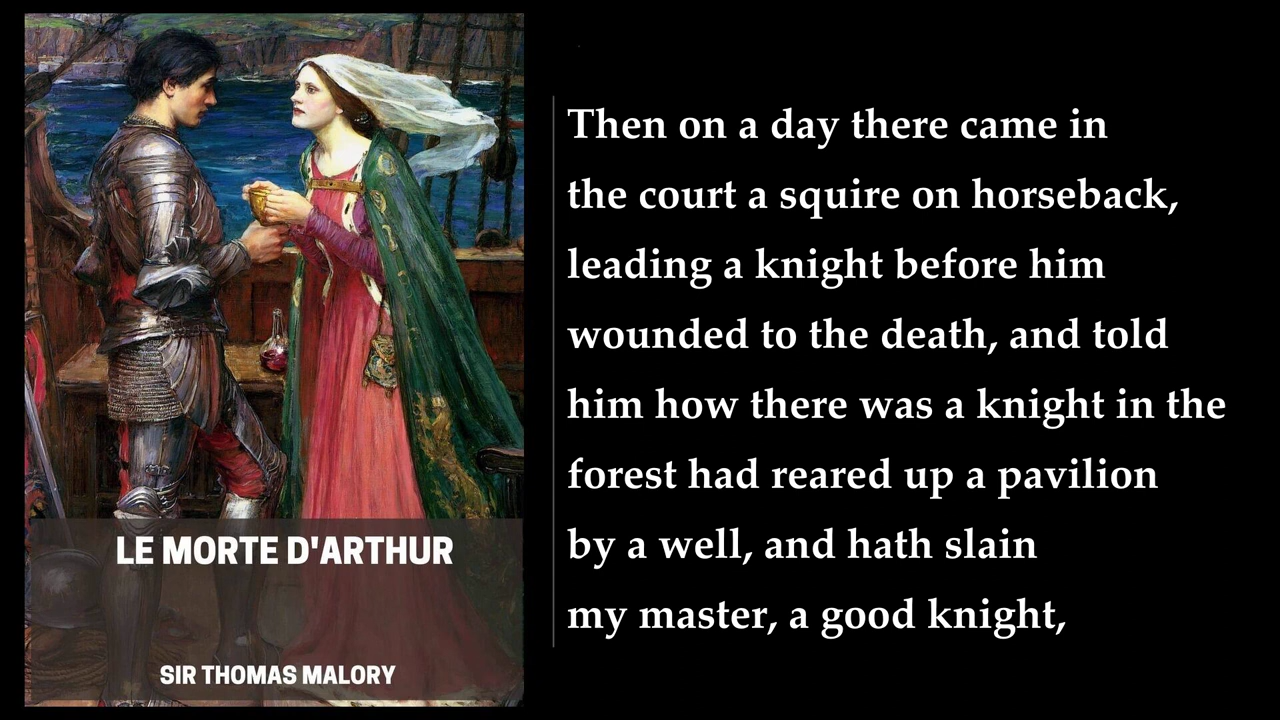 LE MORTE D'ARTHUR
SIR THOMAS MALORY
Then on a day there came in
the court a squire on horseback,
leading a knight before him
wounded to the death, and told
him how there was a knight in the
forest had reared up a pavilion
by a well, and hath slain
my master, a good knight,